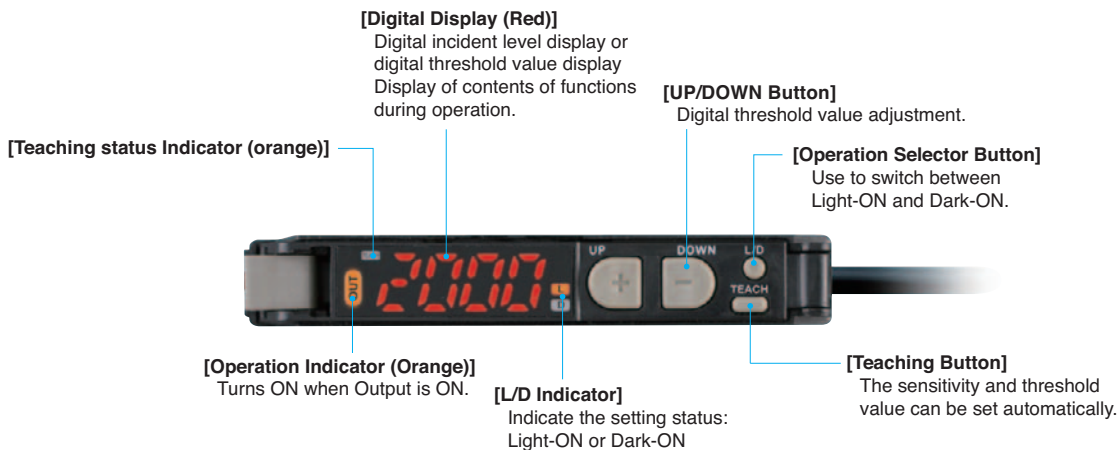 [Digital Display (Red)]
Digital incident level display or
digital threshold value display
Display of contents of functions
during operation.
[UP/DOWN Button]
Digital threshold value adjustment.
[Teaching status Indicator (orange)]
[Operation Selector Button]
Use to switch between
Light-ON and Dark-ON.
UP
DOWN
L/D
OUT
2000
L
D
TEACH
[Operation Indicator (Orange)]
Turns ON when Output is ON.
[L/D Indicator]
Indicate the setting status:
Light-ON or Dark-ON
[Teaching Button]
The sensitivity and threshold
value can be set automatically.